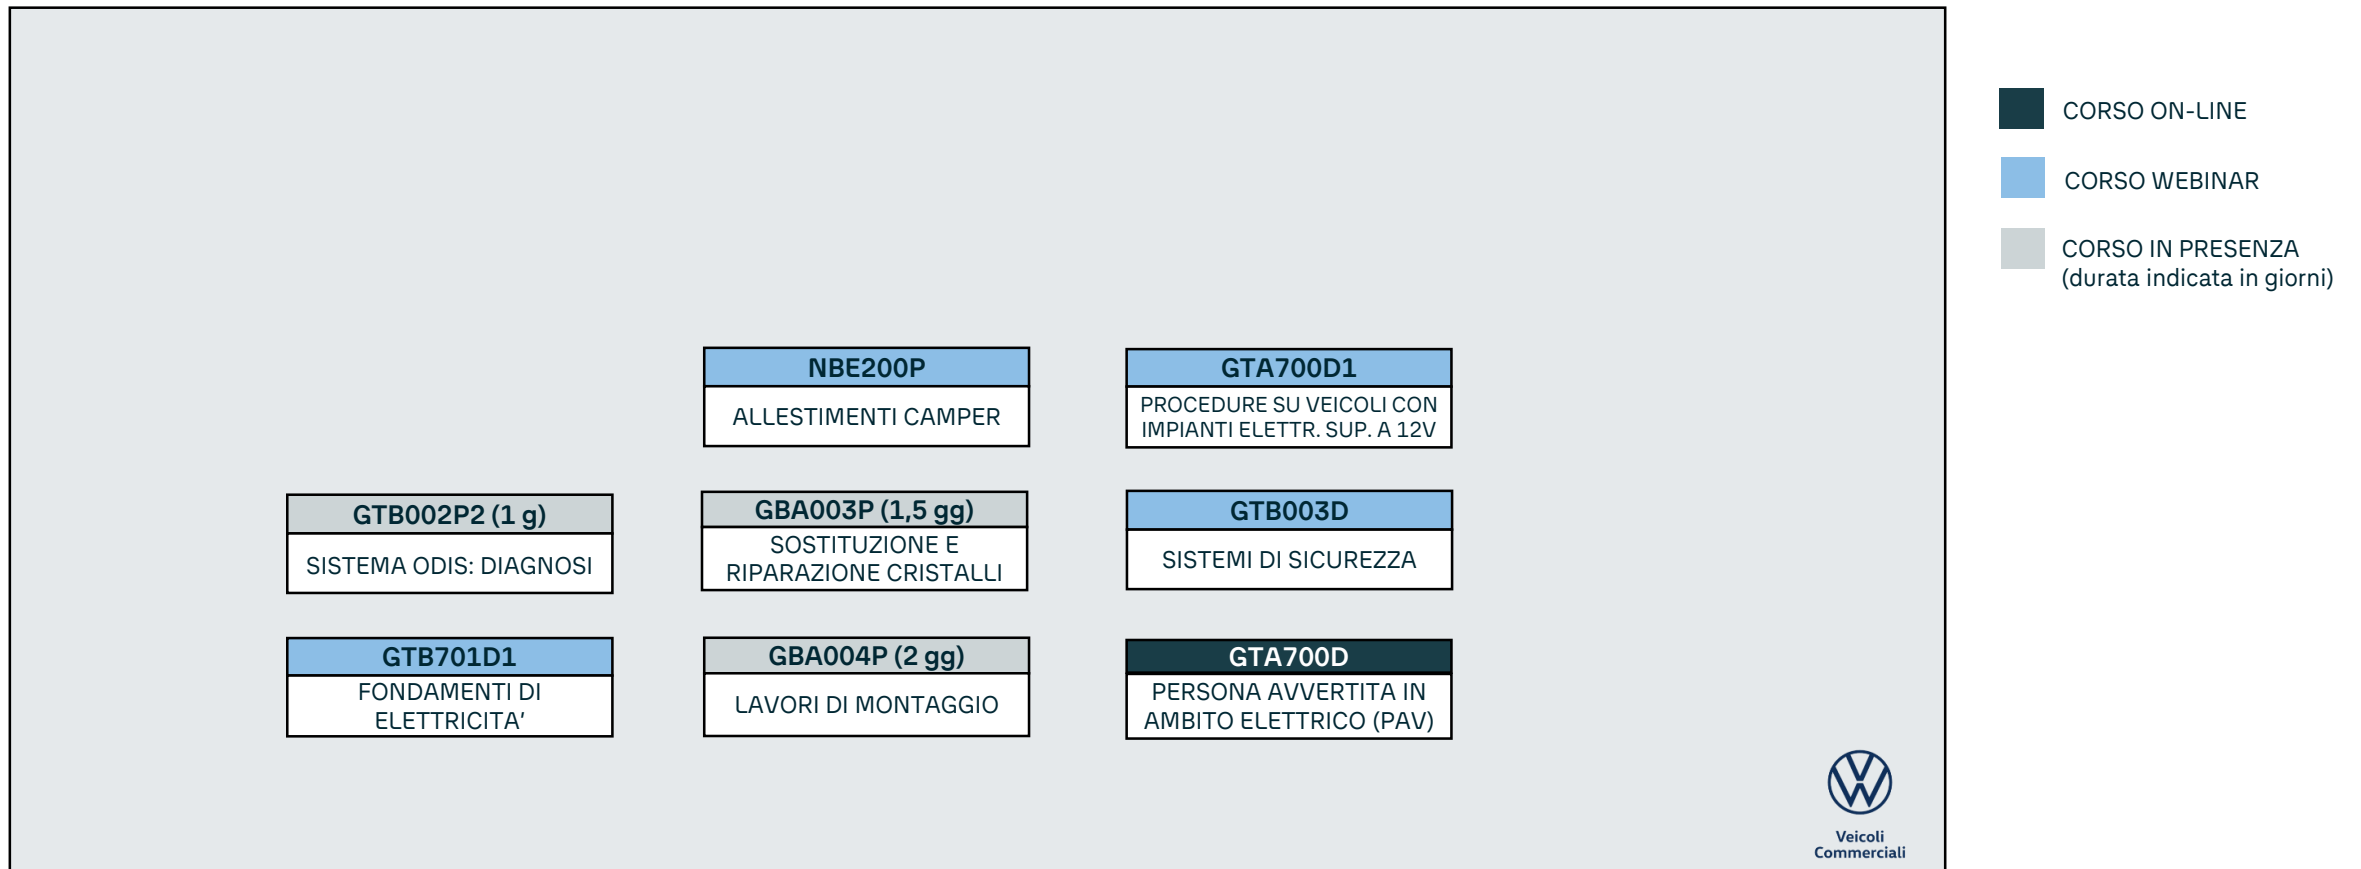 CORSO ON-LINE
CORSO WEBINAR
CORSO IN PRESENZA
(durata indicata in giorni)
NBE200P
ALLESTIMENTI CAMPER
GTA700D1
PROCEDURE SU VEICOLI CON
IMPIANTI ELETTR. SUP. A 12V
GTB002P2 (1 g)
SISTEMA ODIS: DIAGNOSI
GBA003P (1,5 gg)
SOSTITUZIONE E
RIPARAZIONE CRISTALLI
GTB003D
SISTEMI DI SICUREZZA
GTB701D1
FONDAMENTI DI
ELETTRICITA'
GBA004P (2 gg)
LAVORI DI MONTAGGIO
GTA700D
PERSONA AVVERTITA IN
AMBITO ELETTRICO (PAV)
Veicoli
Commerciali